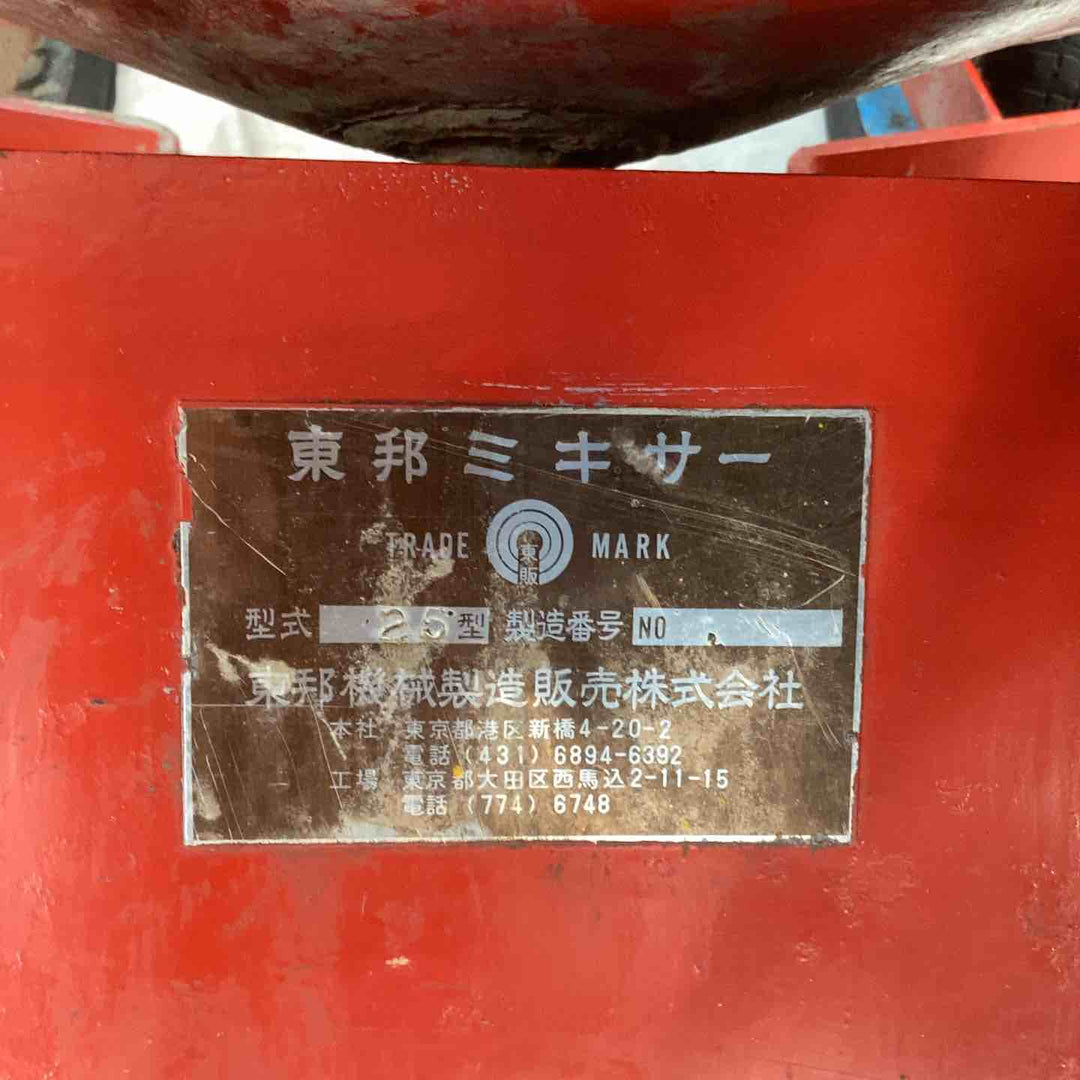 東邦ミキサー
TRADE 東販 MARK
型式 25型 製造番号 NO
東邦機械製造販売株式会社
本社 東京都港区新橋4-20-2
電話 (431) 6894-6392
工場 東京都大田区西馬込2-11-15
電話 (774) 6748